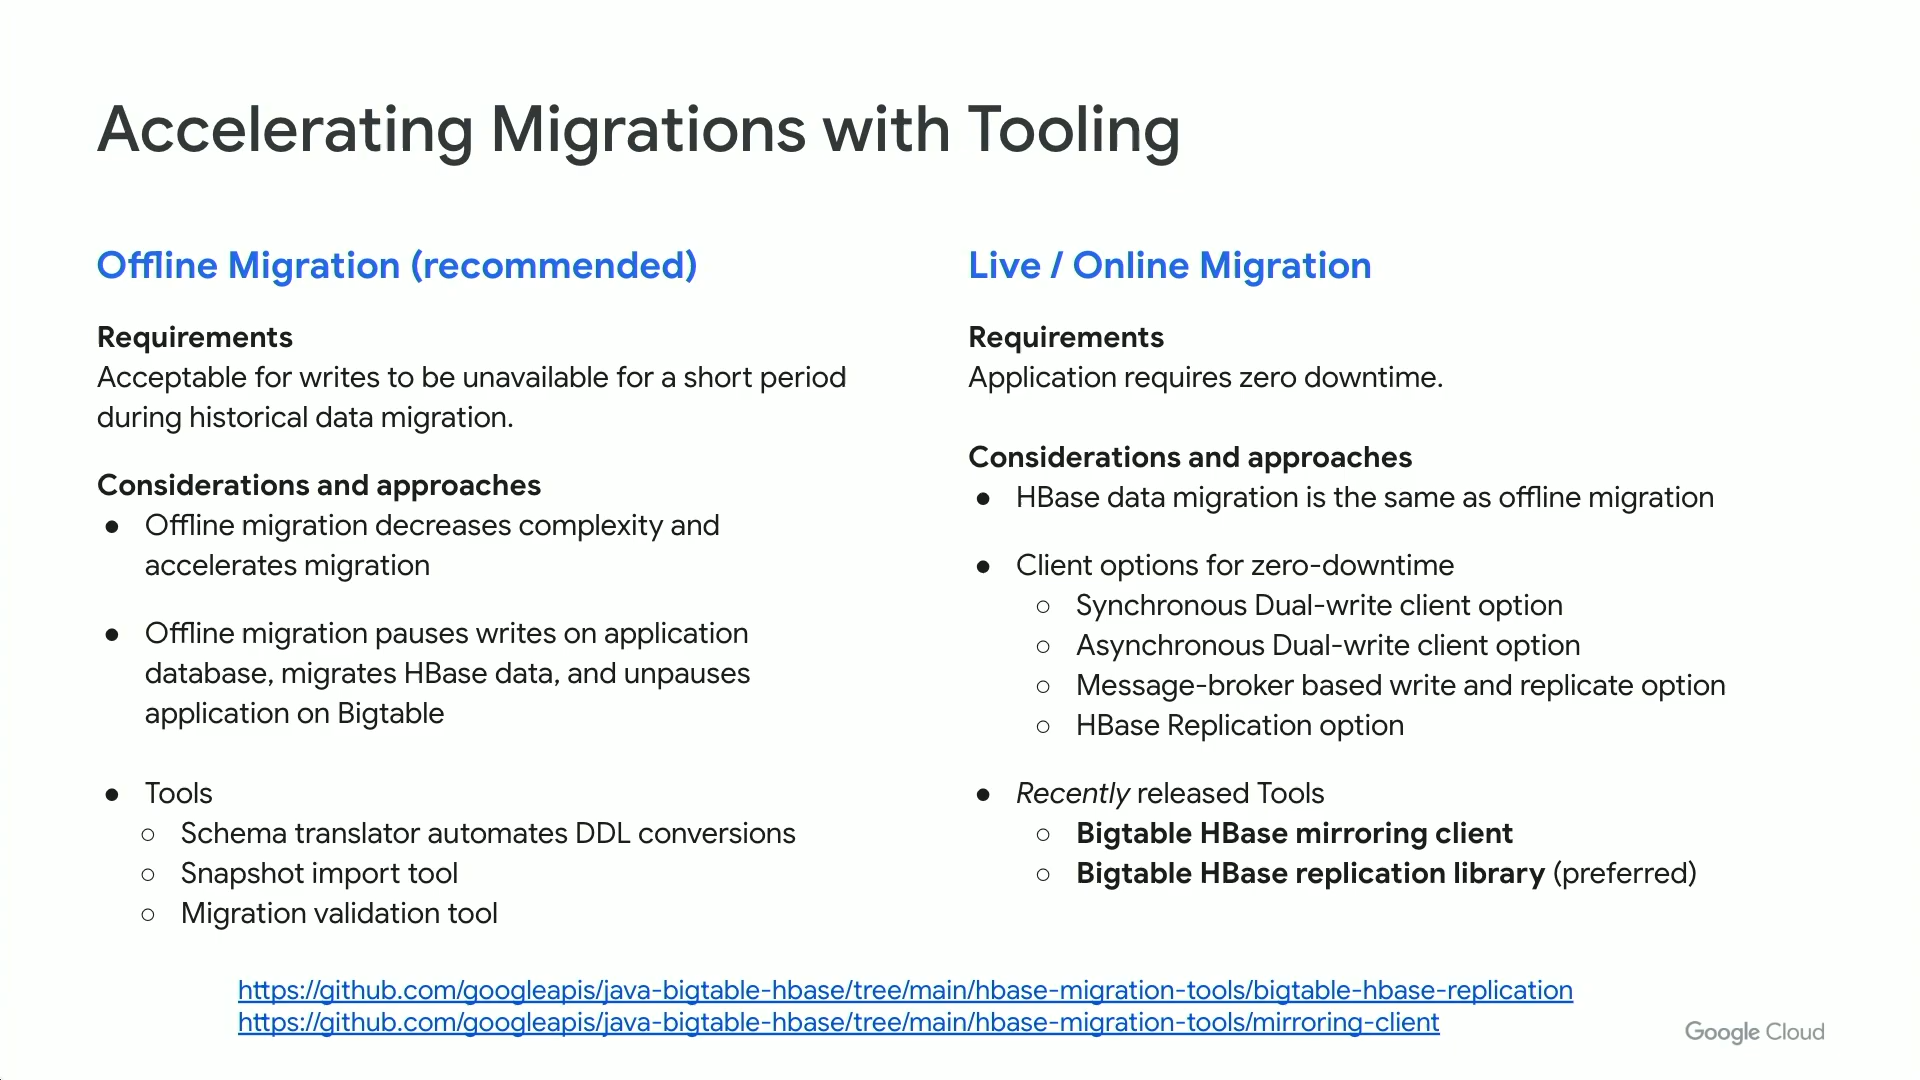 Accelerating Migrations with Tooling
Offline Migration (recommended)
Requirements
Acceptable for writes to be unavailable for a short period
during historical data migration.
Considerations and approaches
● Offline migration decreases complexity and
accelerates migration
● Offline migration pauses writes on application
database, migrates HBase data, and unpauses
application on Bigtable
● Tools
○ Schema translator automates DDL conversions
○ Snapshot import tool
○ Migration validation tool
Live / Online Migration
Requirements
Application requires zero downtime.
Considerations and approaches
● HBase data migration is the same as offline migration
● Client options for zero-downtime
○ Synchronous Dual-write client option
○ Asynchronous Dual-write client option
○ Message-broker based write and replicate option
○ HBase Replication option
● Recently released Tools
○ Bigtable HBase mirroring client
○ Bigtable HBase replication library (preferred)
https://github.com/googleapis/java-bigtable-hbase/tree/main/hbase-migration-tools/bigtable-hbase-replication
https://github.com/googleapis/java-bigtable-hbase/tree/main/hbase-migration-tools/mirroring-client
Google Cloud